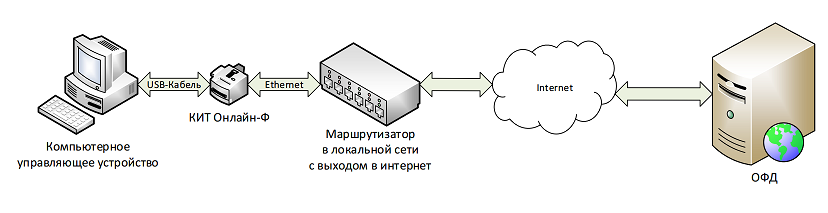 USB-Кабель
Ethernet
Internet
КИТ Онлайн-Ф
Компьютерное
управляющее устройство
Маршрутизатор
в локальной сети
с выходом в интернет
ОФД